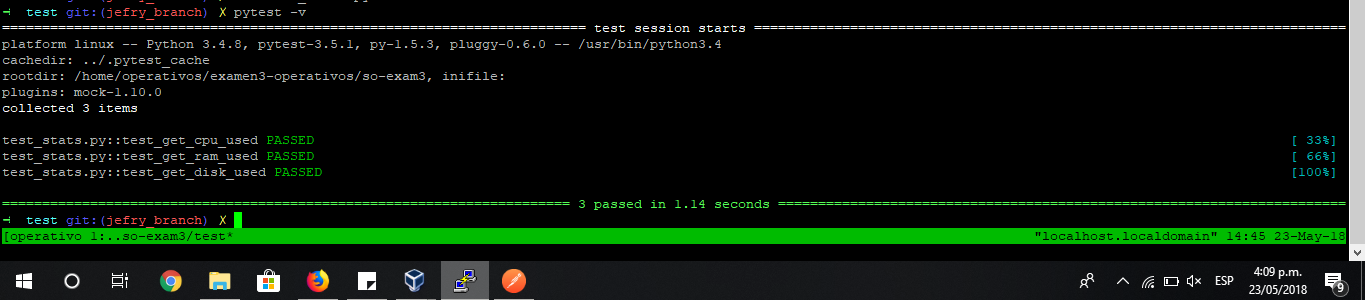 test git:(jefry_branch) ✗ pytest -v
============================= test session starts =============================
platform linux -- Python 3.4.8, pytest-3.5.1, py-1.5.3, pluggy-0.6.0 -- /usr/bin/python3.4
cachedir: ../.pytest_cache
rootdir: /home/operativos/examen3-operativos/so-exam3, inifile:
plugins: mock-1.10.0
collected 3 items
test_stats.py::test_get_cpu_used PASSED [ 33%]
test_stats.py::test_get_ram_used PASSED [ 66%]
test_stats.py::test_get_disk_used PASSED [100%]
============================= 3 passed in 1.14 seconds =============================
test git:(jefry_branch) ✗
[operativo 1:..so-exam3/test* "localhost.localdomain" 14:45 23-May-18
ESP 4:09 p.m.
23/05/2018 9